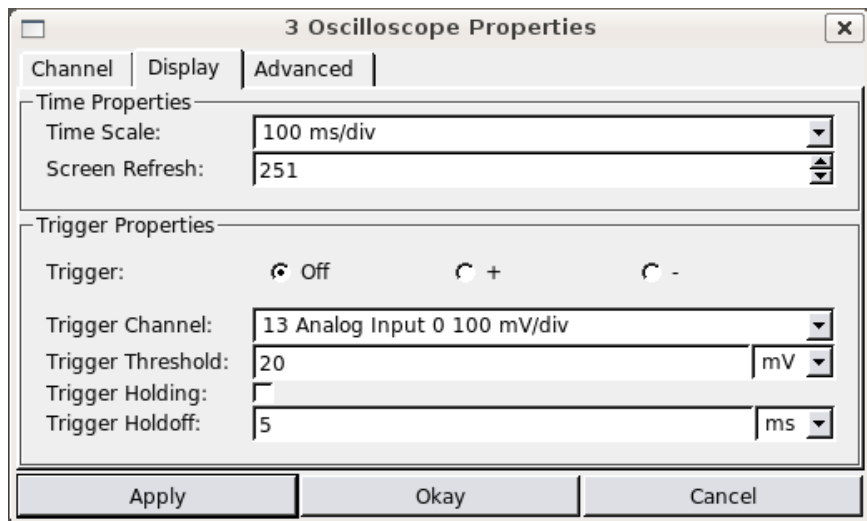 3 Oscilloscope Properties
Channel Display Advanced
Time Properties
Time Scale: 100 ms/div
Screen Refresh: 251
Trigger Properties
Trigger: Off + -
Trigger Channel: 13 Analog Input 0 100 mV/div
Trigger Threshold: 20 mV
Trigger Holding:
Trigger Holdoff: 5 ms
Apply Okay Cancel